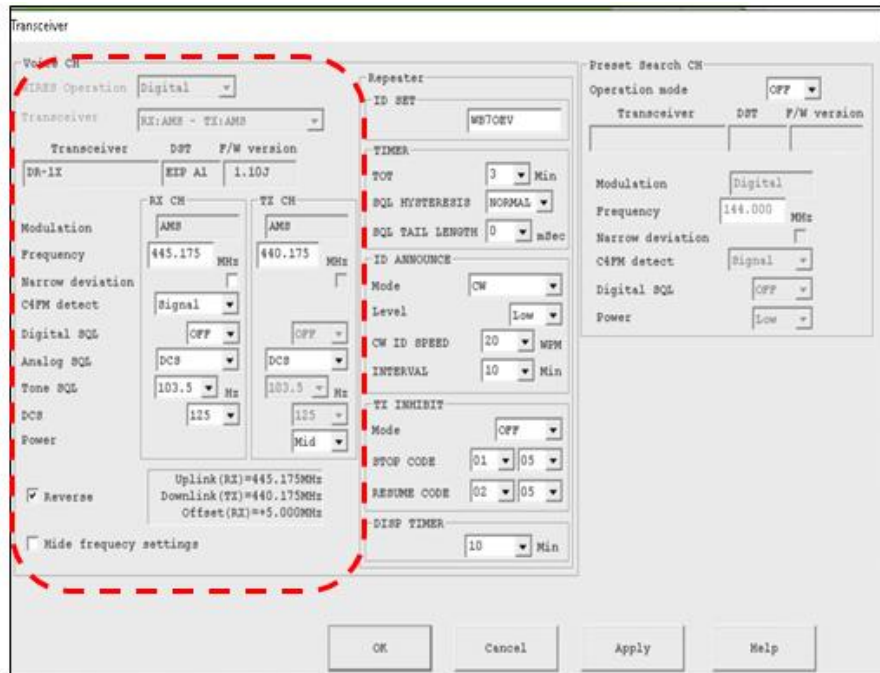 Transceiver
Voice CH
WIRES Operation Digital
Transceiver RX:AMS - TX:AMS
Transceiver DST F/W version
DR-1X EXP A1 1.10J
RX CH TX CH
Modulation AMS AMS
Frequency 445.175 MHz 440.175 MHz
Narrow deviation
C4FM detect Signal
Digital SQL OFF OFF
Analog SQL DCS DCS
Tone SQL 103.5 Hz 103.5 Hz
DCS 125 125
Power Mid
Reverse
Uplink(RX)=445.175MHz
Downlink(TX)=440.175MHz
Offset(RX)=+5.000MHz
Hide frequecy settings
Repeater
ID SET
WB7OEV
TIMER
TOT 3 Min
SQL HYSTERESIS NORMAL
SQL TAIL LENGTH 0 mSec
ID ANNOUNCE
Mode CW
Level Low
CW ID SPEED 20 WPM
INTERVAL 10 Min
TX INHIBIT
Mode OFF
STOP CODE 01 05
RESUME CODE 02 05
DISP TIMER
10 Min
Preset Search CH
Operation mode OFF
Transceiver DST F/W version
Modulation Digital
Frequency 144.000 MHz
Narrow deviation
C4FM detect Signal
Digital SQL OFF
Power Low
OK Cancel Apply Help